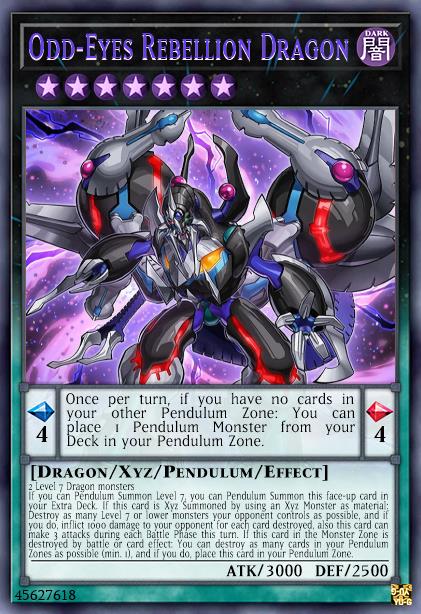 ODD-EYES REBELLION DRAGON
DARK
闇
Once per turn, if you have no cards in
your other Pendulum Zone: You can
place 1 Pendulum Monster from your
Deck in your Pendulum Zone.
4
4
[DRAGON/XYZ/PENDULUM/EFFECT]
2 Level 7 Dragon monsters
If you can Pendulum Summon Level 7, you can Pendulum Summon this face-up card in
your Extra Deck. If this card is Xyz Summoned by using an Xyz Monster as material:
Destroy as many Level 7 or lower monsters your opponent controls as possible, and if
you do, inflict 1000 damage to your opponent for each card destroyed, also this card can
make 3 attacks during each Battle Phase this turn. If this card in the Monster Zone is
destroyed by battle or card effect: You can destroy as many cards in your Pendulum
Zones as possible (min. 1), and if you do, place this card in your Pendulum Zone.
ATK/3000 DEF/2500
45627618